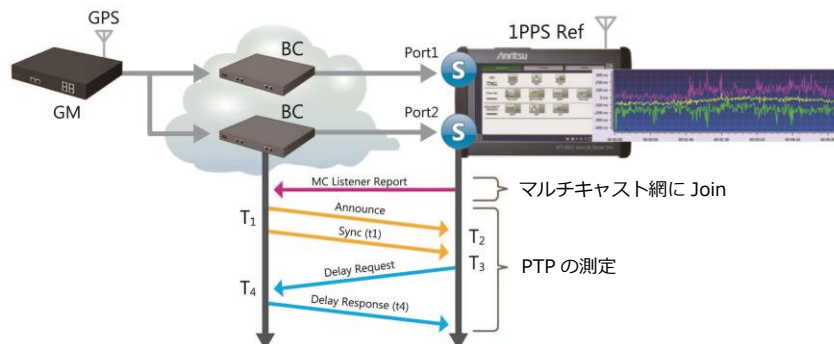 GPS
GM
BC
BC
Port1
Port2
1PPS Ref
Anritsu
S
S
MC Listener Report
マルチキャスト網に Join
T1
Announce
Sync (t1)
T2
T3
Delay Request
PTP の測定
T4
Delay Response (t4)